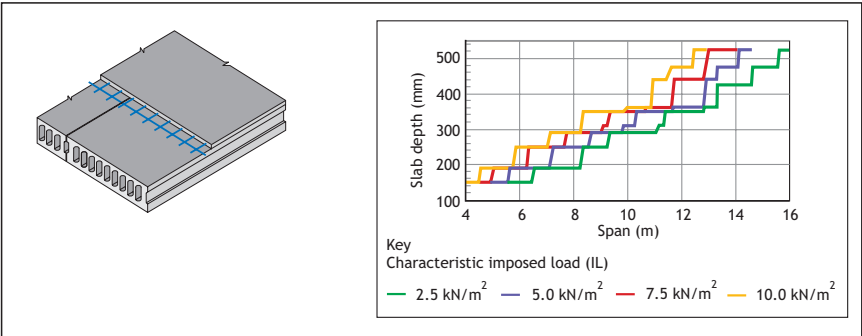 500
400
300
200
100
Slab depth (mm)
4 6 8 10 12 14 16
Span (m)
Key
Characteristic imposed load (IL)
2.5 kN/m² 5.0 kN/m² 7.5 kN/m² 10.0 kN/m²